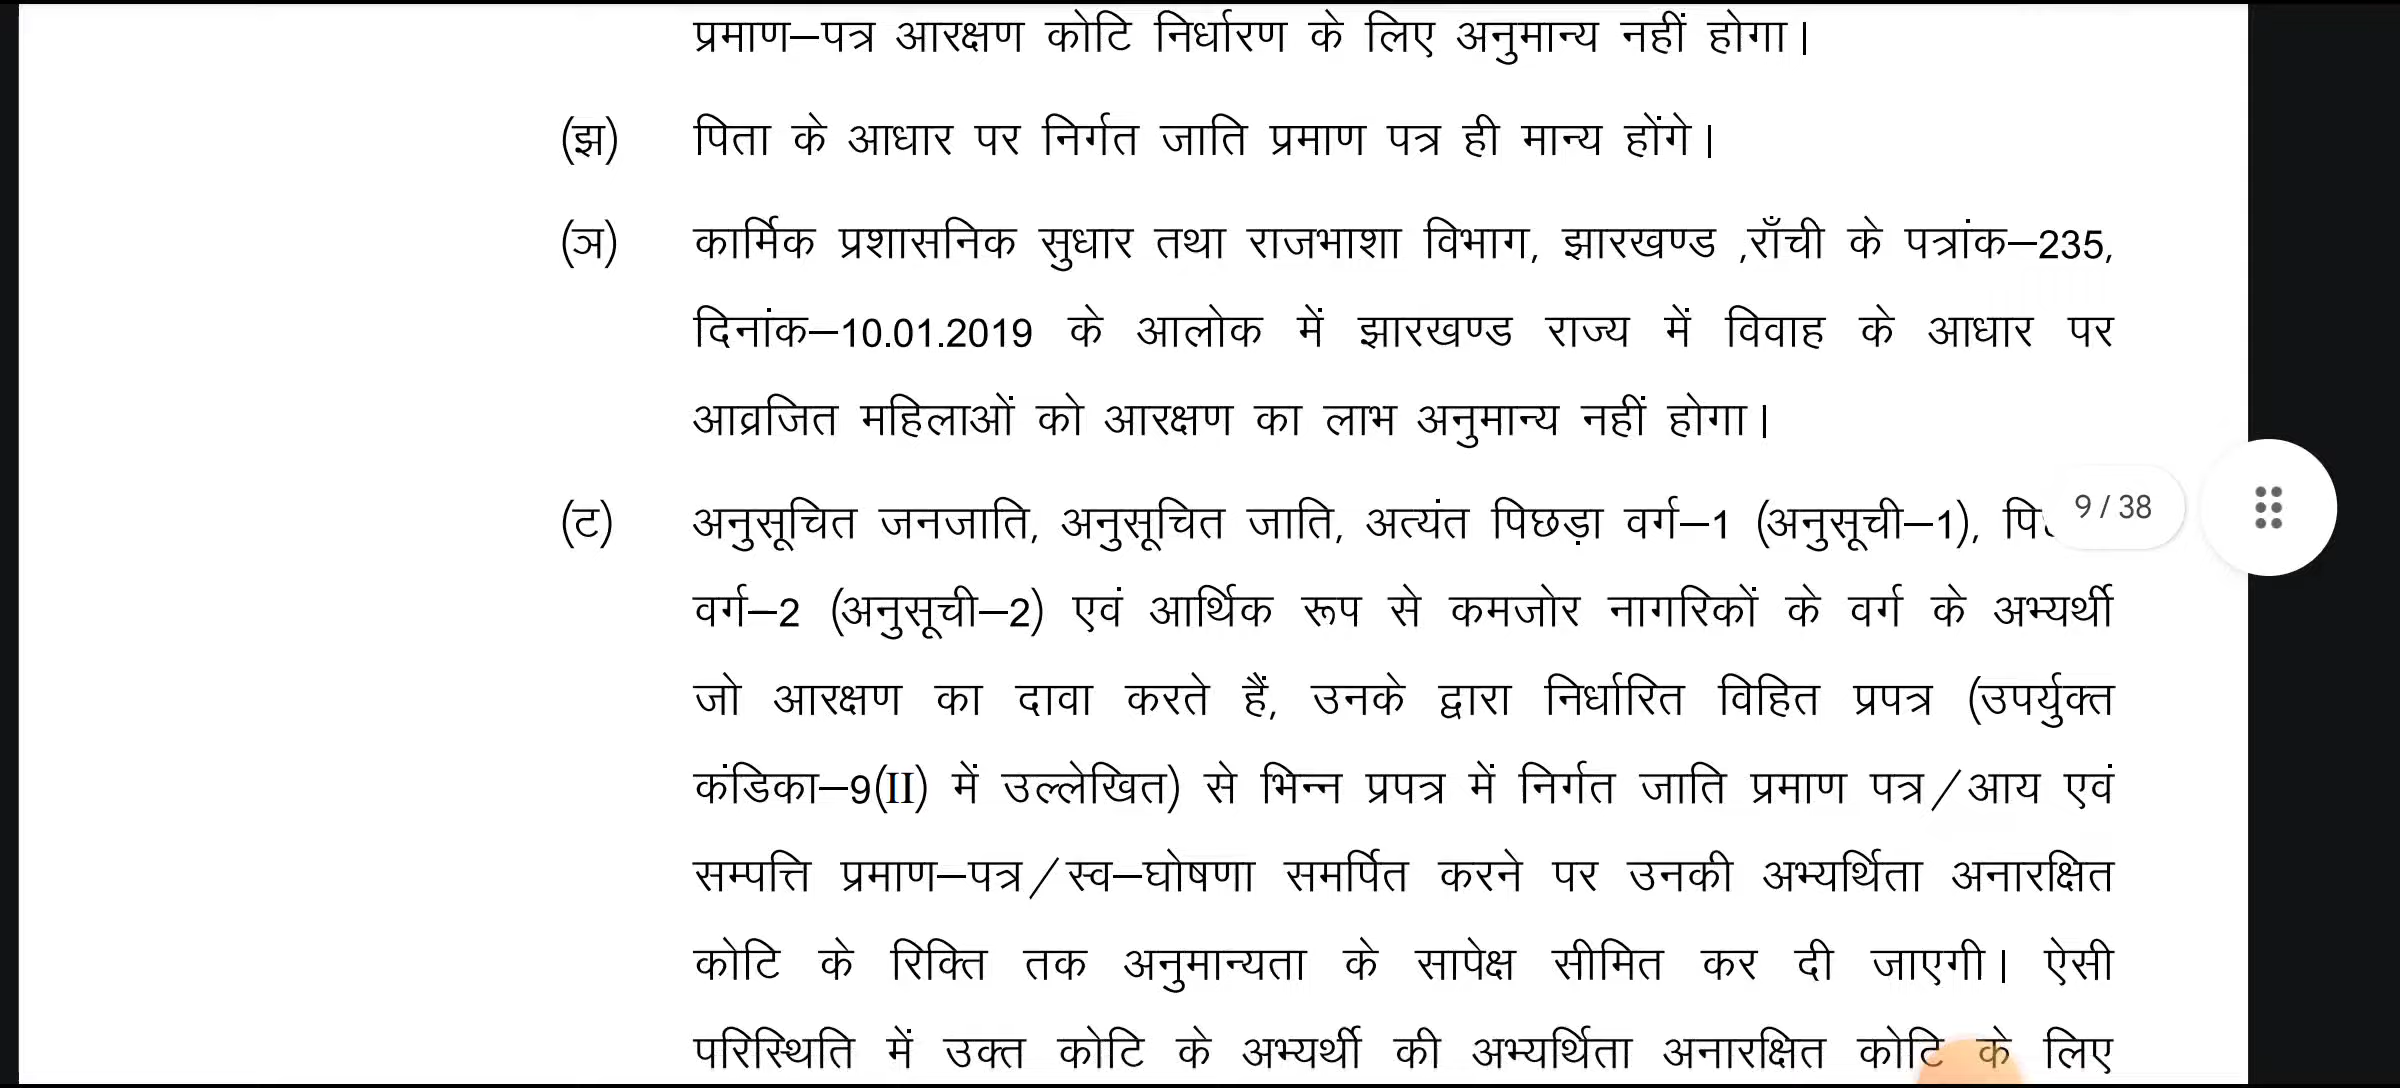 प्रमाण–पत्र आरक्षण कोटि निर्धारण के लिए अनुमान्य नहीं होगा।
(झ) पिता के आधार पर निर्गत जाति प्रमाण पत्र ही मान्य होंगे।
(ञ) कार्मिक प्रशासनिक सुधार तथा राजभाशा विभाग, झारखण्ड ,राँची के पत्रांक–235,
दिनांक–10.01.2019 के आलोक में झारखण्ड राज्य में विवाह के आधार पर
आव्रजित महिलाओं को आरक्षण का लाभ अनुमान्य नहीं होगा।
(ट) अनुसूचित जनजाति, अनुसूचित जाति, अत्यंत पिछड़ा वर्ग–1 (अनुसूची–1),
9 / 38
वर्ग–2 (अनुसूची–2) एवं आर्थिक रूप से कमजोर नागरिकों के वर्ग के अभ्यर्थी
जो आरक्षण का दावा करते हैं, उनके द्वारा निर्धारित विहित प्रपत्र (उपर्युक्त
कंडिका–9(II) में उल्लेखित) से भिन्न प्रपत्र में निर्गत जाति प्रमाण पत्र/आय एवं
सम्पत्ति प्रमाण–पत्र/स्व–घोषणा समर्पित करने पर उनकी अभ्यर्थिता अनारक्षित
कोटि के रिक्ति तक अनुमान्यता के सापेक्ष सीमित कर दी जाएगी। ऐसी
परिस्थिति में उक्त कोटि के अभ्यर्थी की अभ्यर्थिता अनारक्षित कोटि के लिए